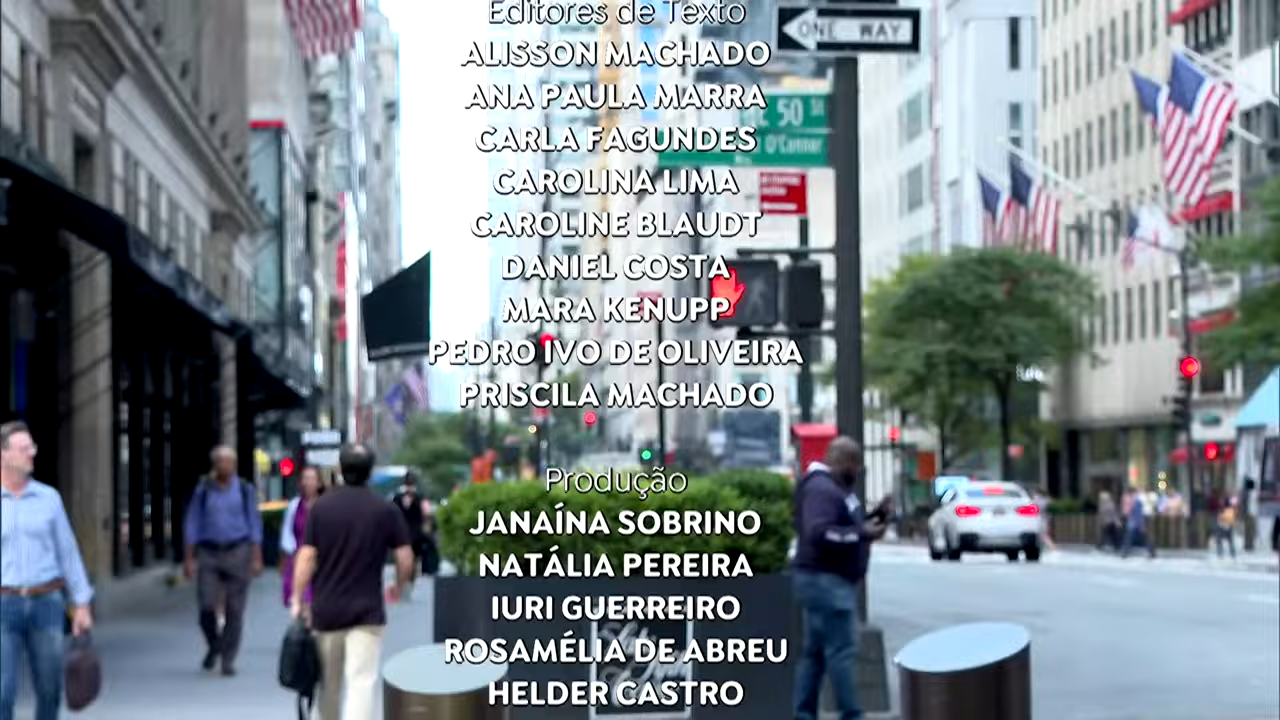 Editores de Texto
ALISSON MACHADO
ANA PAULA MARRA
CARLA FAGUNDES
CAROLINA LIMA
CAROLINE BLAUDT
DANIEL COSTA
MARA KENUPP
PEDRO IVO DE OLIVEIRA
PRISCILA MACHADO
Produção
JANAÍNA SOBRINO
NATÁLIA PEREIRA
IURI GUERREIRO
ROSAMÉLIA DE ABREU
HELDER CASTRO
ONE WAY
50 St
O'Connor